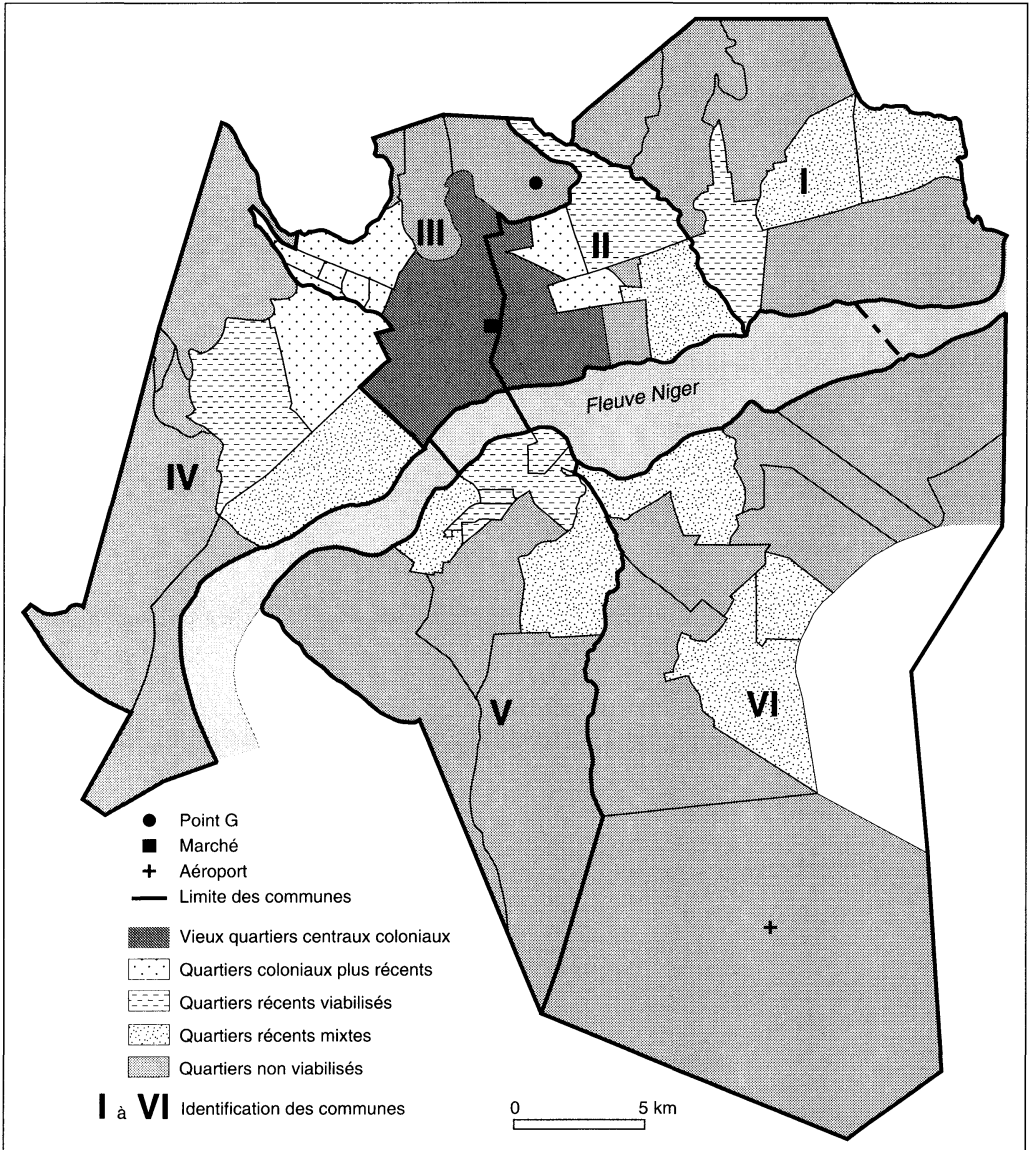 I
II
III
Fleuve Niger
IV
V
VI
Point G
Marché
Aéroport
Limite des communes
Vieux quartiers centraux coloniaux
Quartiers coloniaux plus récents
Quartiers récents viabilisés
Quartiers récents mixtes
Quartiers non viabilisés
I à VI Identification des communes
0 5 km